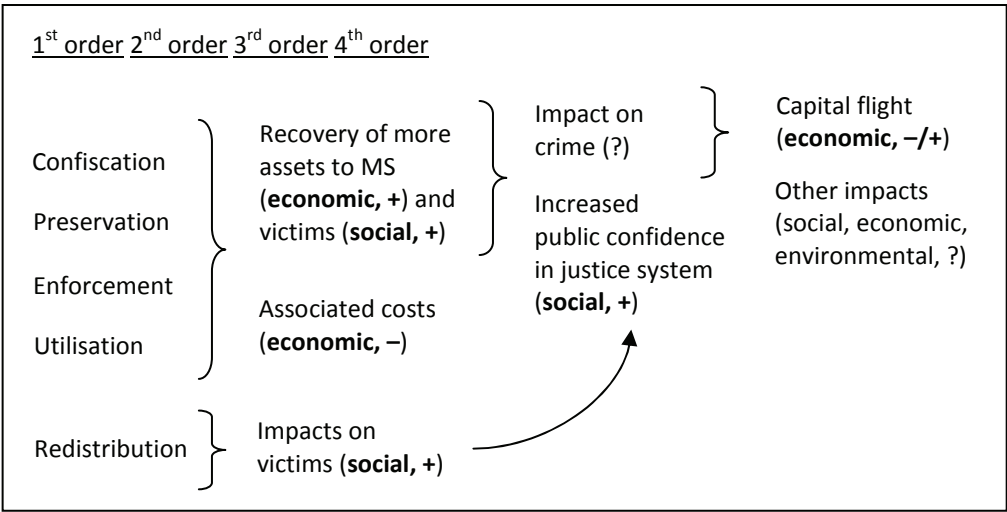 1st order 2nd order 3rd order 4th order
Confiscation
Preservation
Enforcement
Utilisation
Redistribution
Recovery of more
assets to MS
(economic, +) and
victims (social, +)
Associated costs
(economic, –)
Impacts on
victims (social, +)
Impact on
crime (?)
Increased
public confidence
in justice system
(social, +)
Capital flight
(economic, –/+)
Other impacts
(social, economic,
environmental, ?)